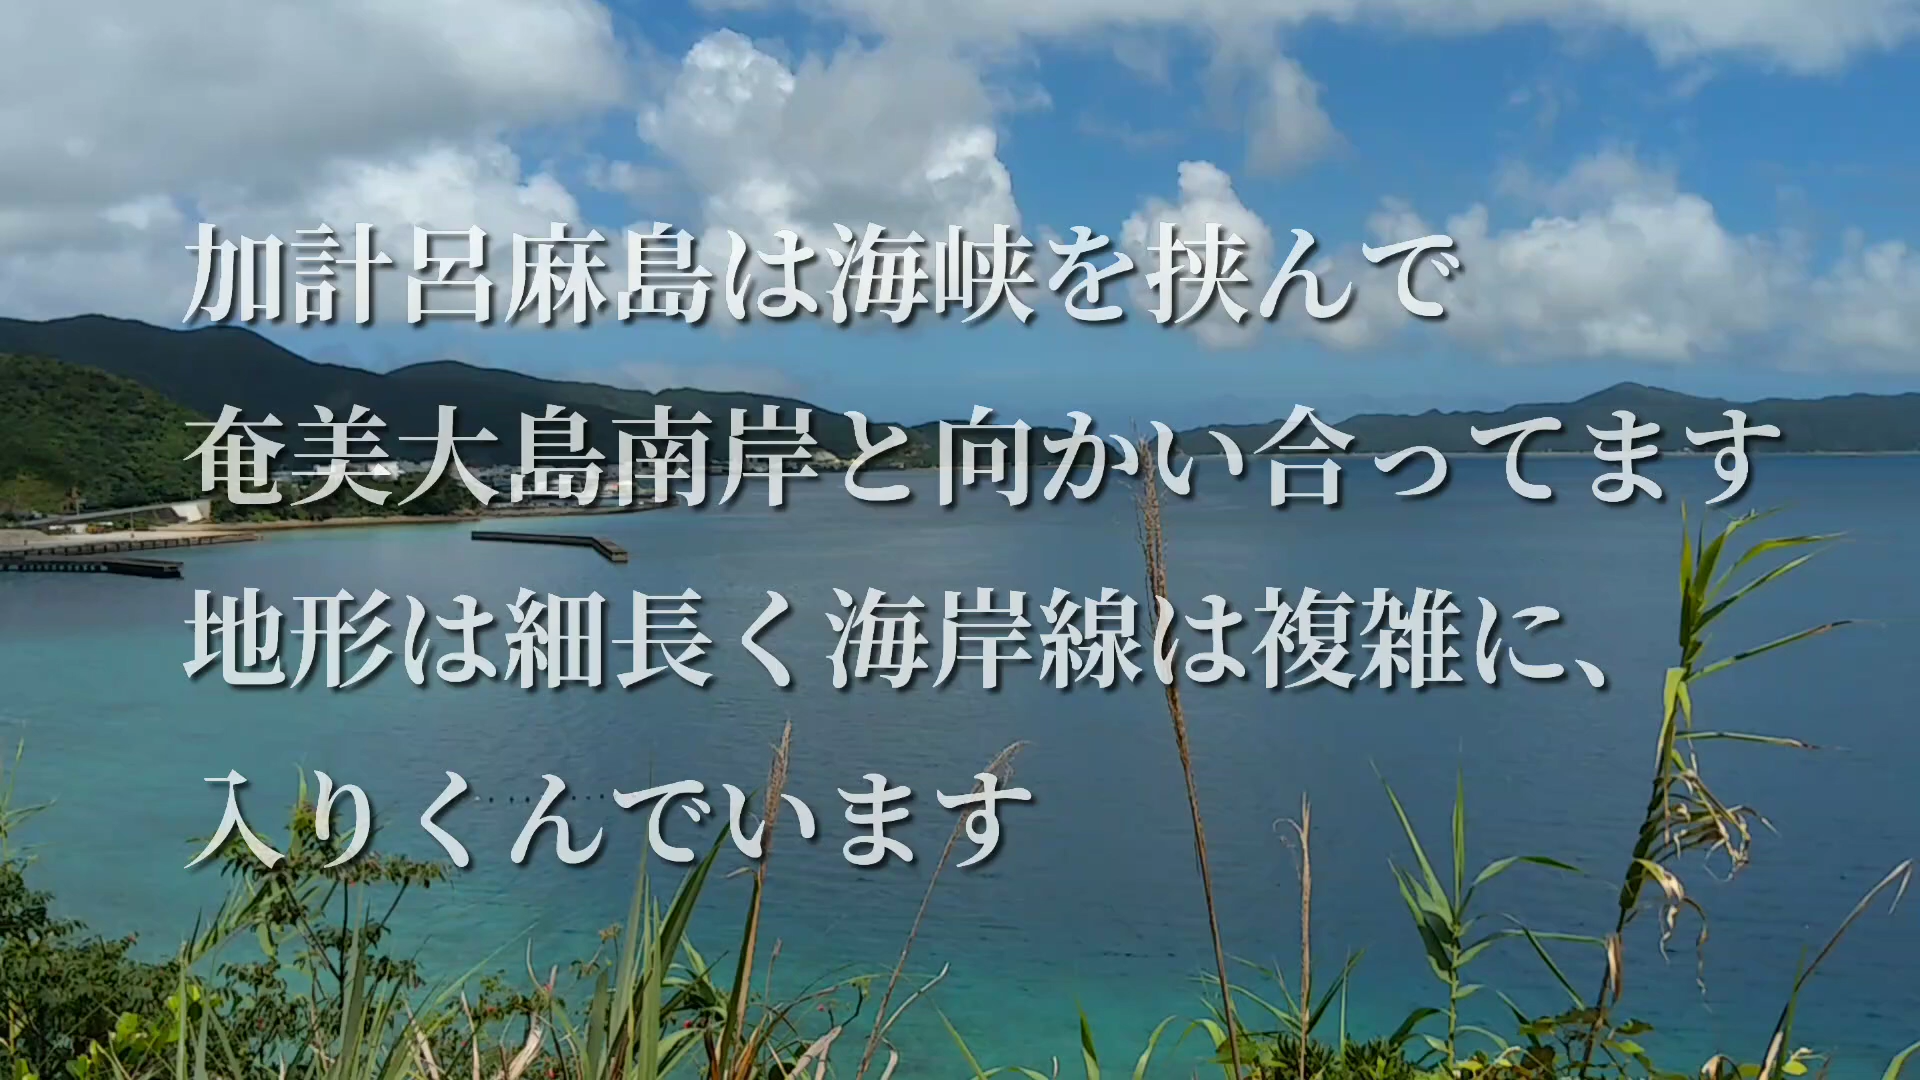 加計呂麻島は海峡を挟んで
奄美大島南岸と向かい合ってます
地形は細長く海岸線は複雑に、
入りくんでいます